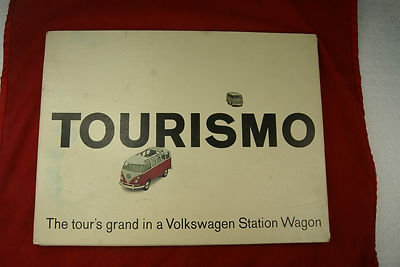 TOURISMO
The tour's grand in a Volkswagen Station Wagon